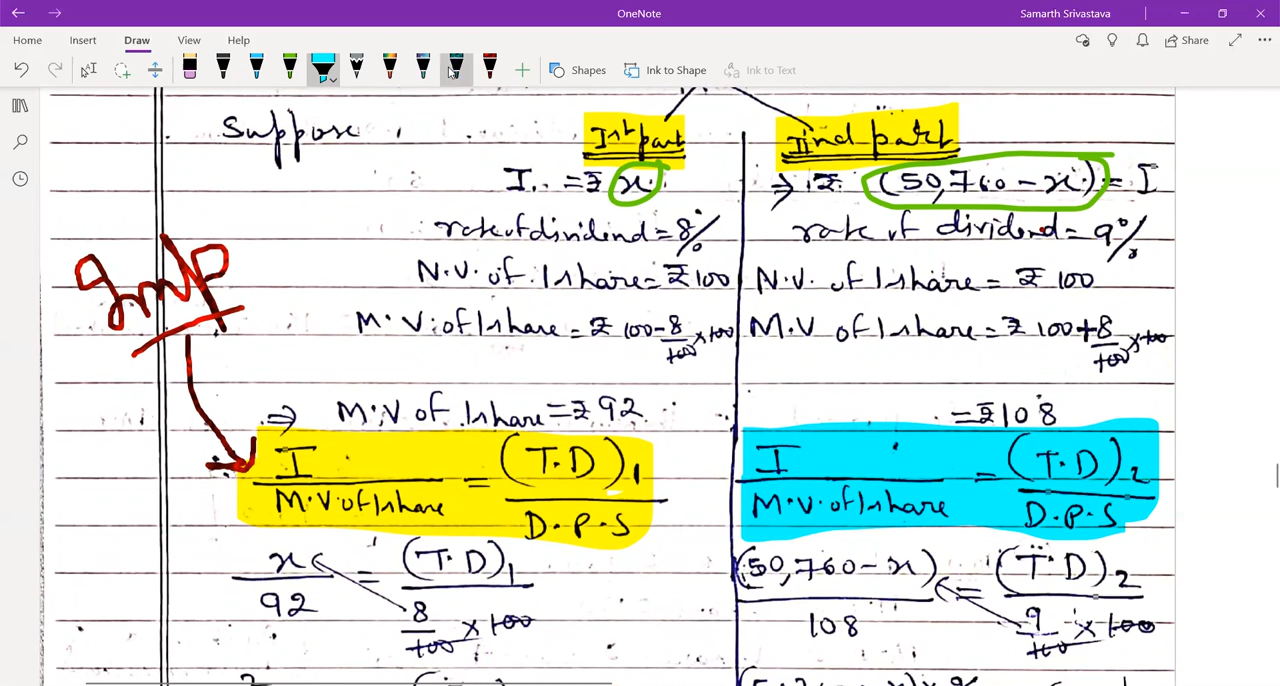 OneNote
Samarth Srivastava
Home Insert Draw View Help
Share
Shapes
Ink to Shape
Ink to Text
Suppose
Ist part
IInd part
I. = ₹ x.
⇒ ₹. (50,760 - x) = I
rate of dividend = 8%
rate of dividend = 9%
N.V. of 1 share = ₹ 100
N.V. of 1 share = ₹ 100
M.V. of 1 share = ₹ 100 - 8/100 × 100
M.V of 1 share = ₹ 100 + 8/100 × 100
⇒ M.V of 1 share = ₹ 92
= ₹ 108
ImP
I / M.V of 1 share = (T.D)₁ / D.P.S
I / M.V of 1 share = (T.D)₂ / D.P.S
x / 92 = (T.D)₁ / 8/100 × 100
(50,760 - x) / 108 = (T.D)₂ / 9/100 × 100